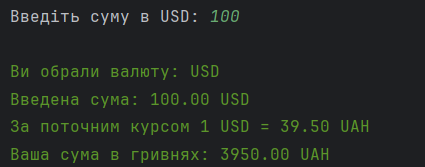 Введіть суму в USD: 100
Ви обрали валюту: USD
Введена сума: 100.00 USD
За поточним курсом 1 USD = 39.50 UAH
Ваша сума в гривнях: 3950.00 UAH